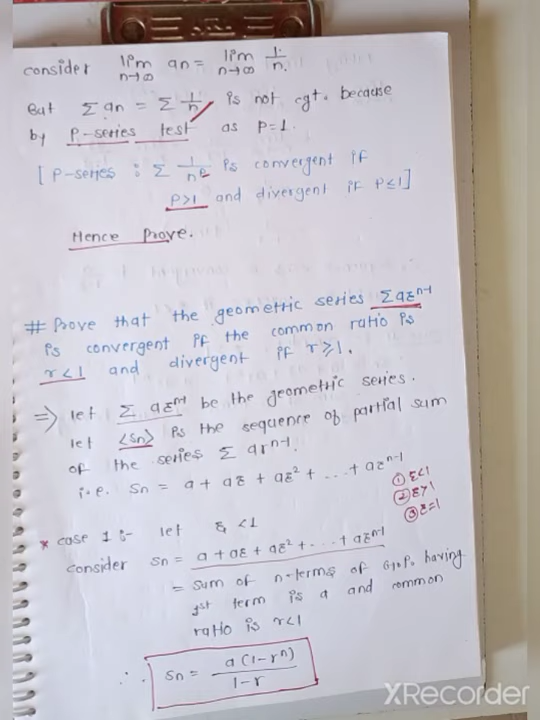 consider lim n→∞ an = lim n→∞ 1/n.
But Σ an = Σ 1/n is not cgt. because
by P-series test as P=1.
[ P-series : Σ 1/n^p is convergent if
P>1 and divergent if P≤1]
Hence Prove.
# Prove that the geometric series Σar^n-1
is convergent if the common ratio is
r<1 and divergent if r≥1.
⇒ let Σ ar^n-1 be the geometric series.
let <Sn> is the sequence of partial sum
of the series Σ ar^n-1.
i.e. Sn = a + ar + ar² + ... + ar^n-1
① r<1
② r>1
③ r=1
* case 1 :- let r <1
consider Sn = a + ar + ar² + ... + ar^n-1
= sum of n-terms of G.P. having
1st term is a and common
ratio is r<1
∴ Sn = a(1-r^n)/1-r
XRecorder